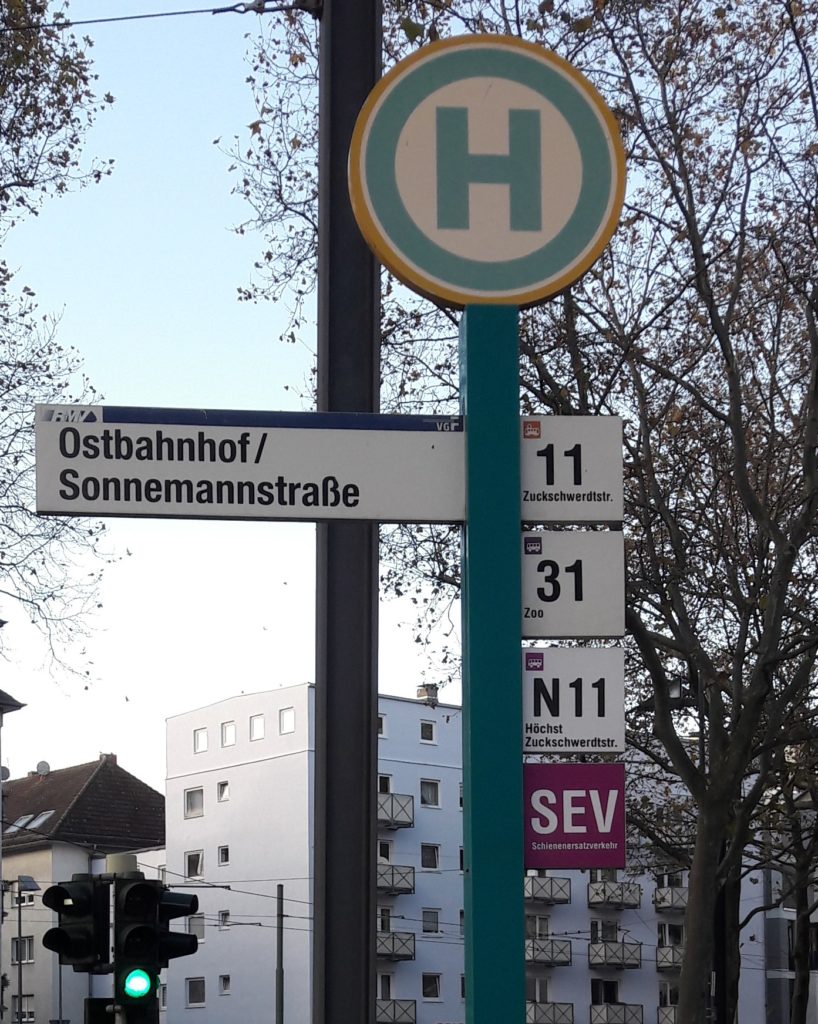 H
RMV
VGF
Ostbahnhof/
Sonnemannstraße
11
Zuckschwerdtstr.
31
Zoo
N11
Höchst
Zuckschwerdtstr.
SEV
Schienenersatzverkehr